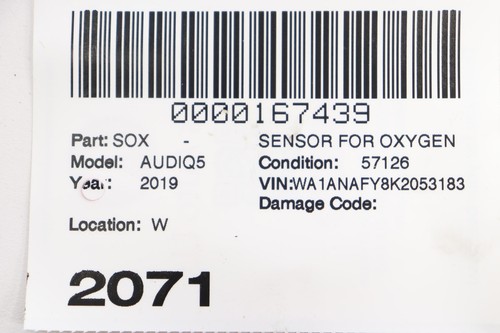 0000167439
Part: SOX - SENSOR FOR OXYGEN
Model: AUDIQ5 Condition: 57126
Year: 2019 VIN:WA1ANAFY8K2053183
Damage Code:
Location: W
2071